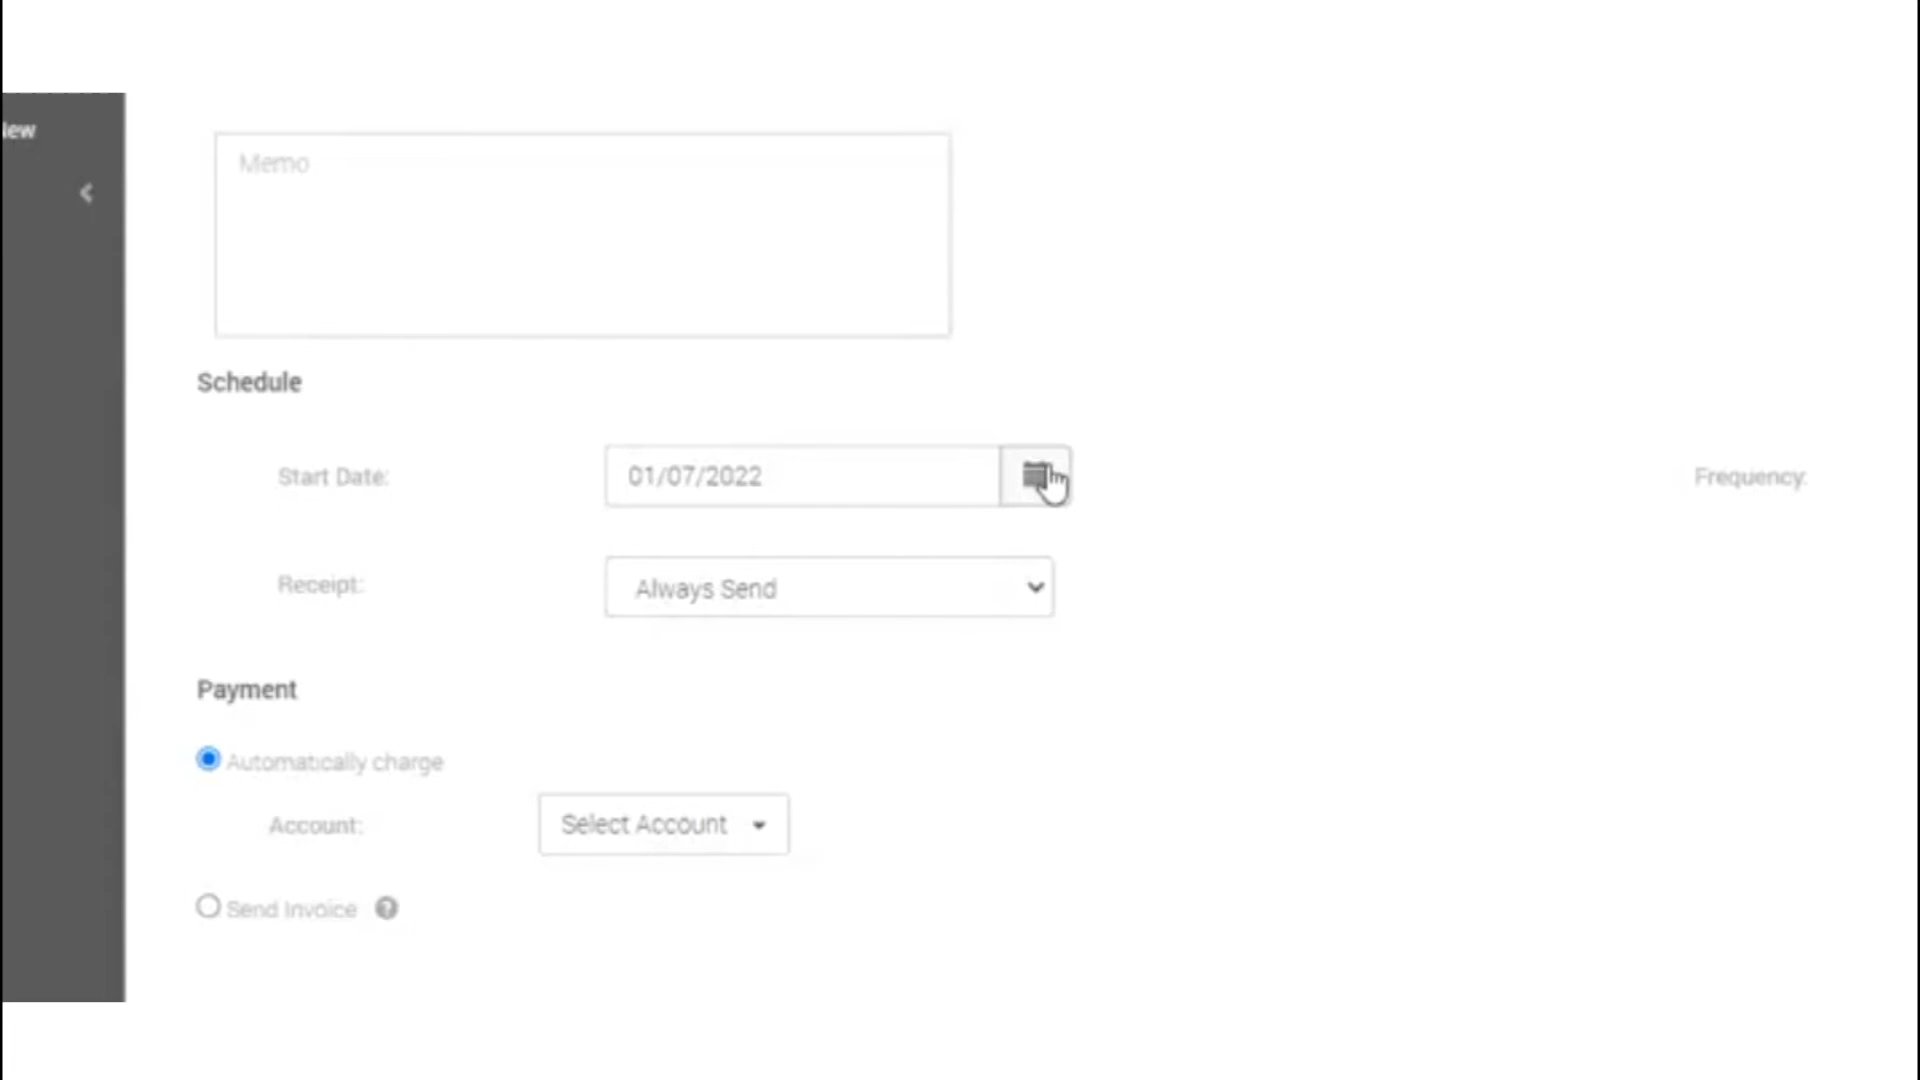 Memo
Schedule
Start Date: 01/07/2022 Frequency:
Receipt: Always Send
Payment
Automatically charge
Account: Select Account
Send Invoice